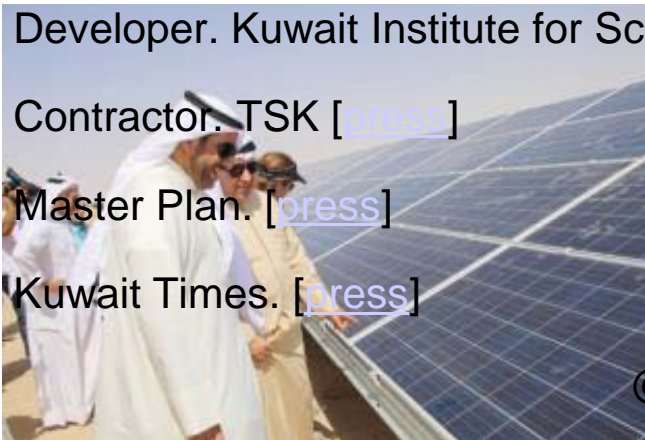 Developer. Kuwait Institute for Sc
Contractor. TSK [press]
Master Plan. [press]
Kuwait Times. [press]
©